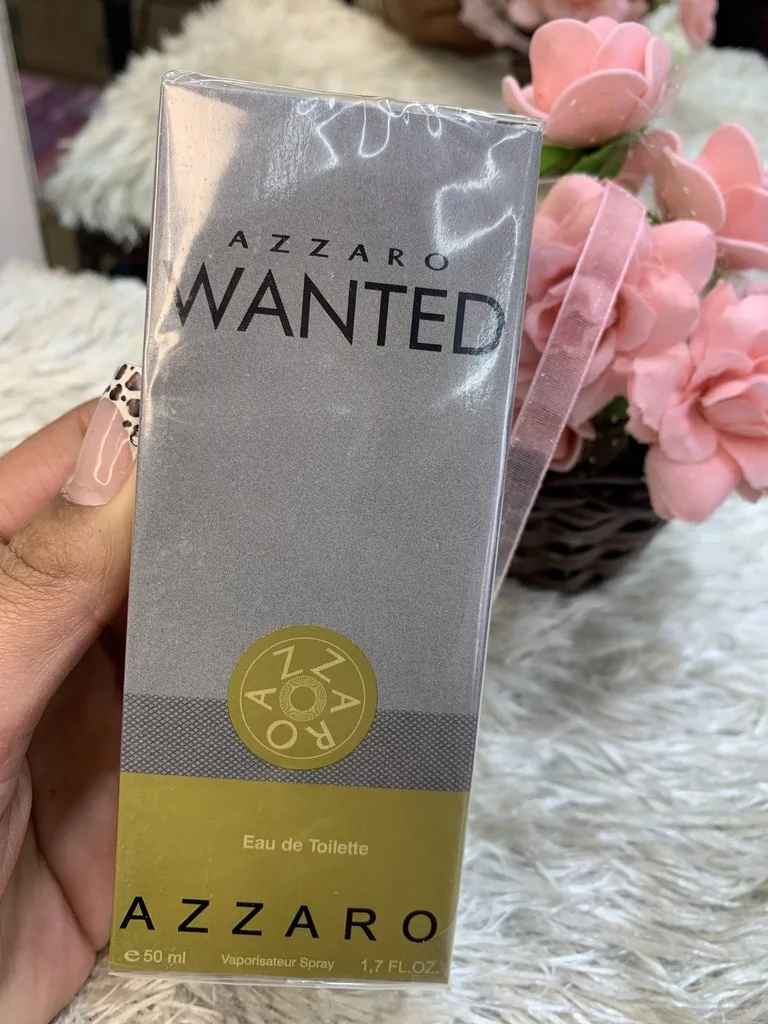 AZZARO
WANTED
AZZARO
Eau de Toilette
AZZARO
e 50 ml Vaporisateur Spray 1,7 FL.OZ.